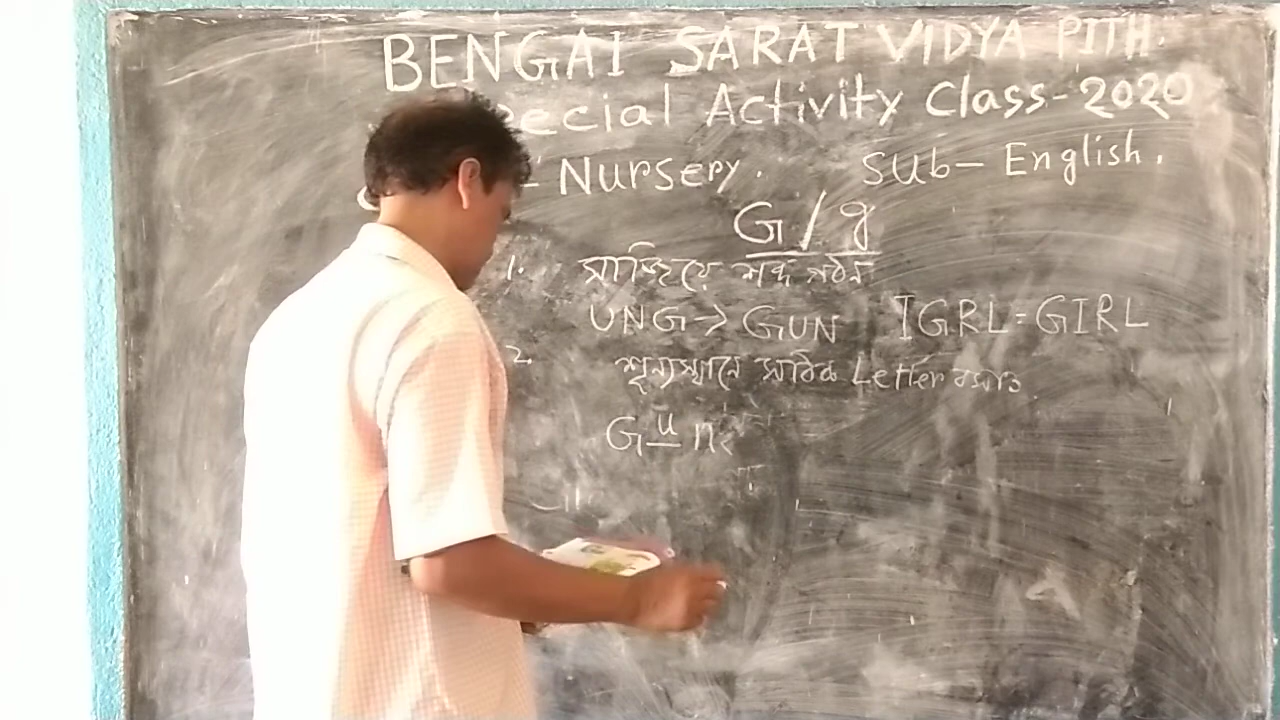 BENGAI SARAT VIDYA PITH.
Special Activity Class-2020
- Nursery. Sub- English.
G/g
1. সাজিয়ে শব্দ গঠন
UNG→ GUN IGRL=GIRL
2. শূন্যস্থানে সঠিক Letter বসাও.
G u n